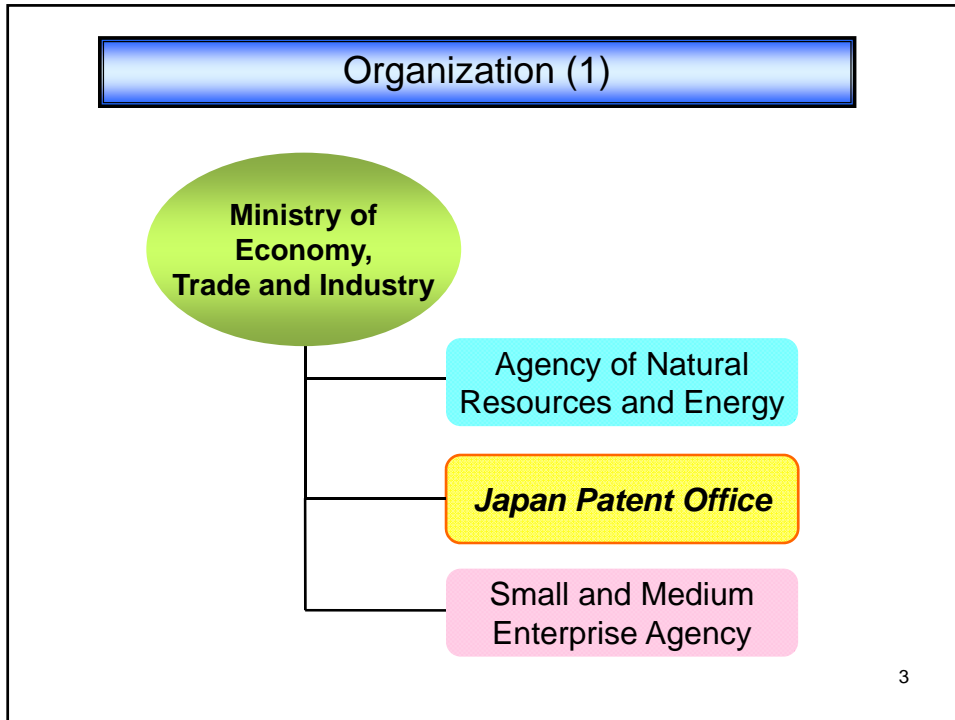 Organization (1)
Ministry of
Economy,
Trade and Industry
Agency of Natural
Resources and Energy
Japan Patent Office
Small and Medium
Enterprise Agency
3